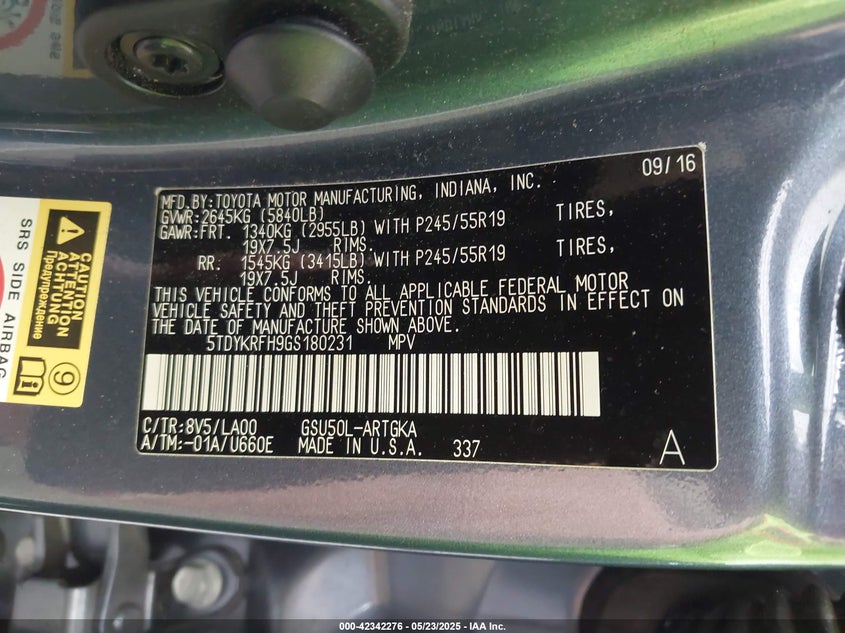 09/16
MFD.BY:TOYOTA MOTOR MANUFACTURING, INDIANA, INC.
GVWR:2645KG (5840LB)
GAWR:FRT. 1340KG (2955LB) WITH P245/55R19 TIRES,
19X7.5J RIMS.
RR. 1545KG (3415LB) WITH P245/55R19 TIRES,
19X7.5J RIMS.
THIS VEHICLE CONFORMS TO ALL APPLICABLE FEDERAL MOTOR
VEHICLE SAFETY AND THEFT PREVENTION STANDARDS IN EFFECT ON
THE DATE OF MANUFACTURE SHOWN ABOVE.
5TDYKRFH9GS180231 MPV
C/TR:8V5/LA00 GSU50L-ARTGKA
A/TM:-01A/U660E MADE IN U.S.A. 337
A
SRS SIDE AIRBAG
CAUTION
ATTENTION
ACHTUNG
Предупреждение
9
000-42342276 - 05/23/2025 - IAA Inc.